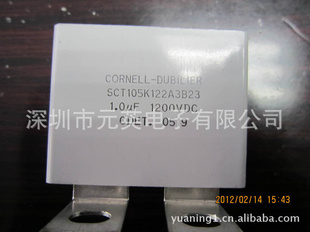 CORNELL-DUBILIER
SCT105K122A3B23
1.0uF 1200VDC
深圳市元英电子有限公司
2012/02/14 15:43
yuaning1.cn.alibaba.com